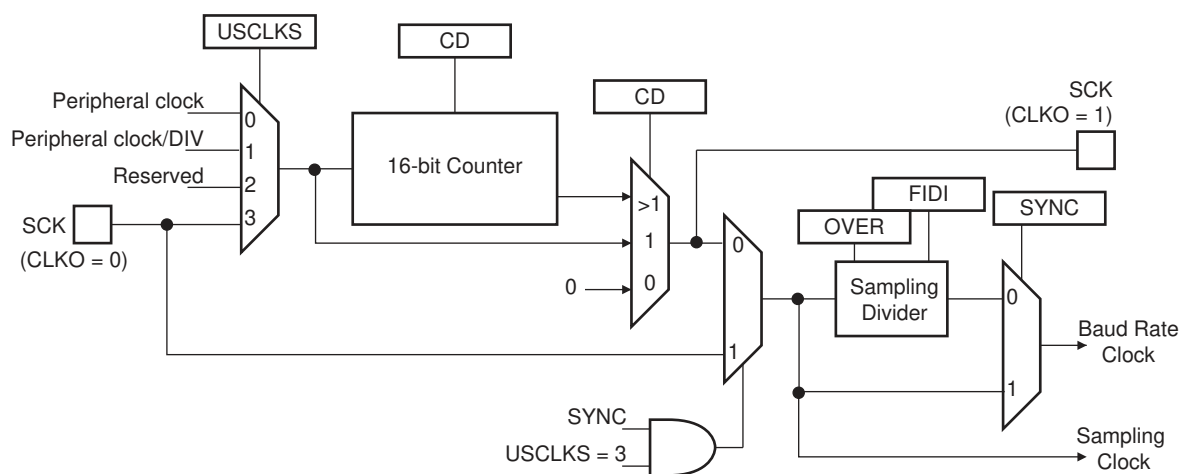 USCLKS
CD
CD
SCK
(CLKO = 1)
Peripheral clock
0
Peripheral clock/DIV
1
16-bit Counter
Reserved
2
3
SCK
(CLKO = 0)
>1
1
0
0
FIDI
OVER
SYNC
0
Sampling
Divider
0
1
1
Baud Rate
Clock
SYNC
USCLKS = 3
Sampling
Clock